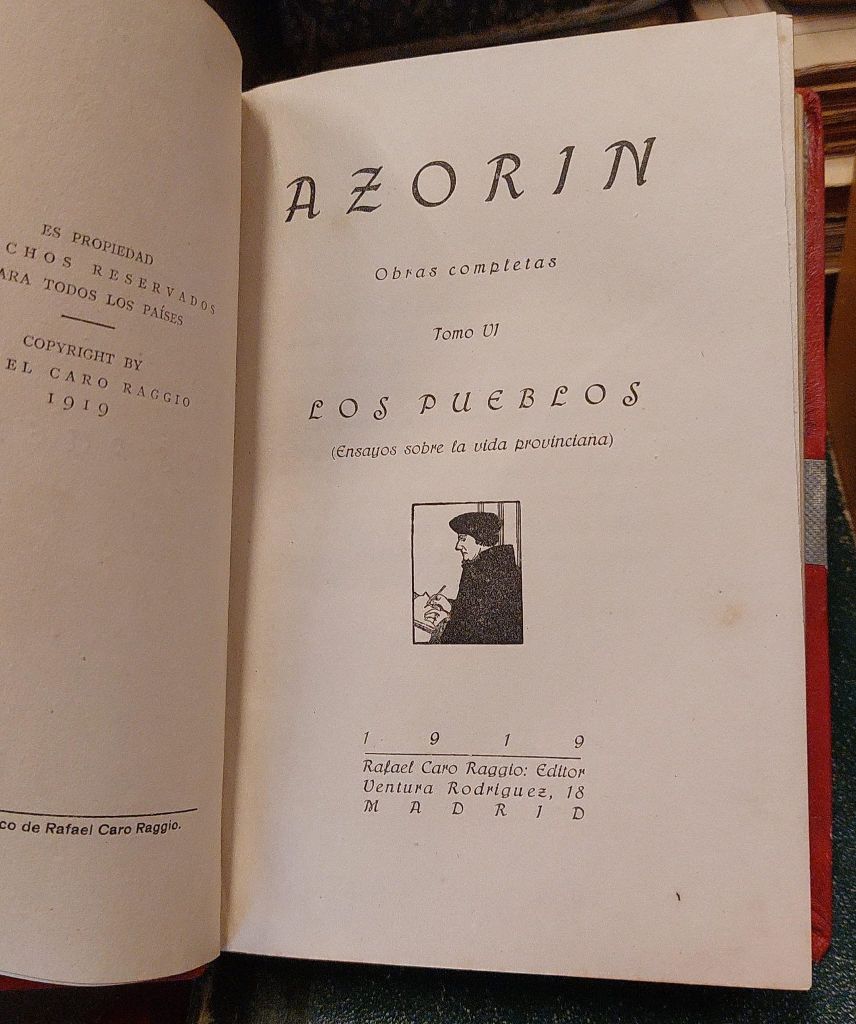 ES PROPIEDAD
CHOS RESERVADOS
ARA TODOS LOS PAÍSES
COPYRIGHT BY
EL CARO RAGGIO
1919
co de Rafael Caro Raggio.
AZORIN
Obras completas
Tomo VI
LOS PUEBLOS
(Ensayos sobre la vida provinciana)
1919
Rafael Caro Raggio: Editor
Ventura Rodríguez, 18
MADRID